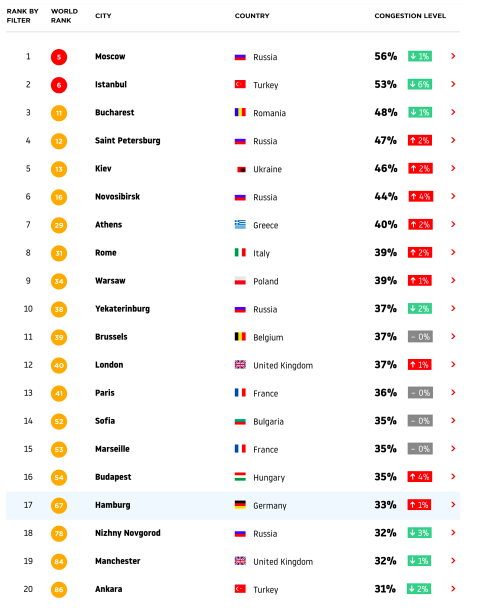 RANK BY FILTER WORLD RANK CITY COUNTRY CONGESTION LEVEL
1 5 Moscow Russia 56% ↓ 1% >
2 6 Istanbul Turkey 53% ↓ 6% >
3 11 Bucharest Romania 48% ↓ 1% >
4 12 Saint Petersburg Russia 47% ↑ 2% >
5 13 Kiev Ukraine 46% ↑ 2% >
6 16 Novosibirsk Russia 44% ↑ 4% >
7 29 Athens Greece 40% ↑ 2% >
8 31 Rome Italy 39% ↑ 2% >
9 34 Warsaw Poland 39% ↑ 1% >
10 38 Yekaterinburg Russia 37% ↓ 2% >
11 39 Brussels Belgium 37% – 0% >
12 40 London United Kingdom 37% ↑ 1% >
13 41 Paris France 36% – 0% >
14 52 Sofia Bulgaria 35% – 0% >
15 53 Marseille France 35% – 0% >
16 54 Budapest Hungary 35% ↑ 4% >
17 67 Hamburg Germany 33% ↑ 1% >
18 78 Nizhny Novgorod Russia 32% ↓ 3% >
19 84 Manchester United Kingdom 32% ↓ 1% >
20 86 Ankara Turkey 31% ↓ 2% >